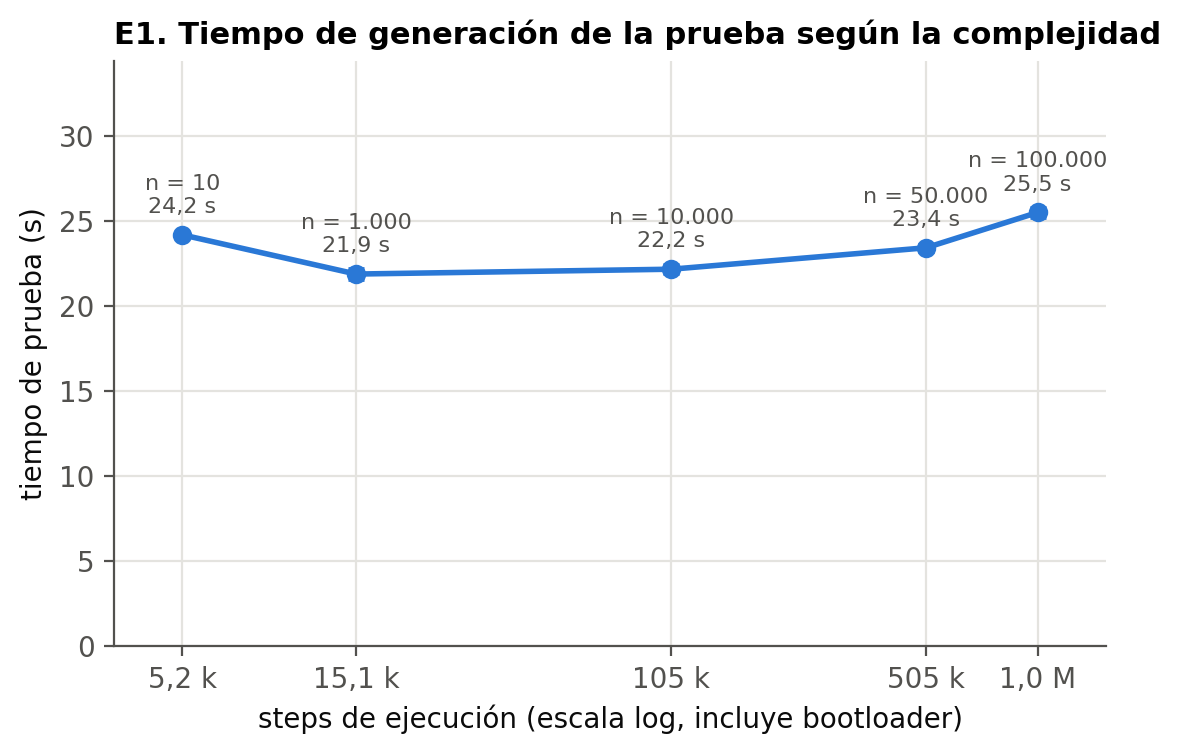 E1. Tiempo de generación de la prueba según la complejidad
tiempo de prueba (s)
30
25
20
15
10
5
0
n = 10
24,2 s
n = 1.000
21,9 s
n = 10.000
22,2 s
n = 50.000
23,4 s
n = 100.000
25,5 s
5,2 k
15,1 k
105 k
505 k
1,0 M
steps de ejecución (escala log, incluye bootloader)